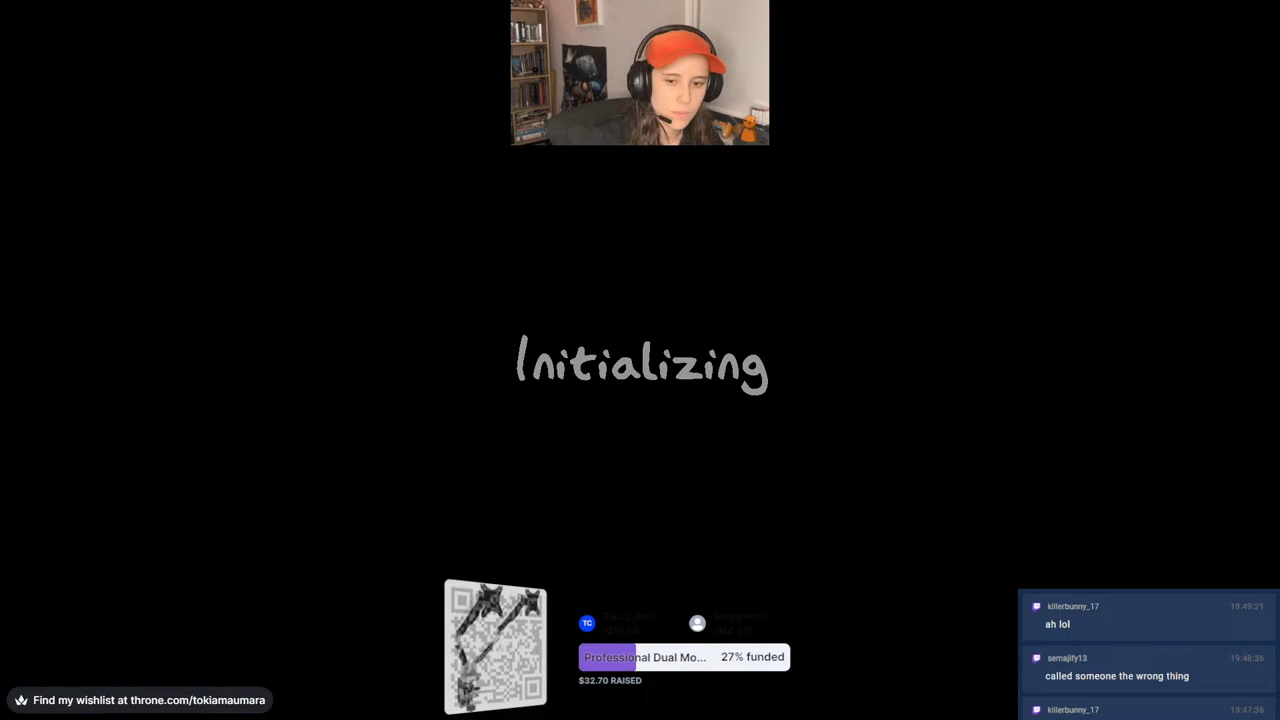 Initializing
TC
Professional Dual Mo... 27% funded
$32.70 RAISED
Find my wishlist at throne.com/tokiamaumara
killerbunny_17 19:49:21
ah lol
semajify13 19:48:36
called someone the wrong thing
killerbunny_17 19:47:36